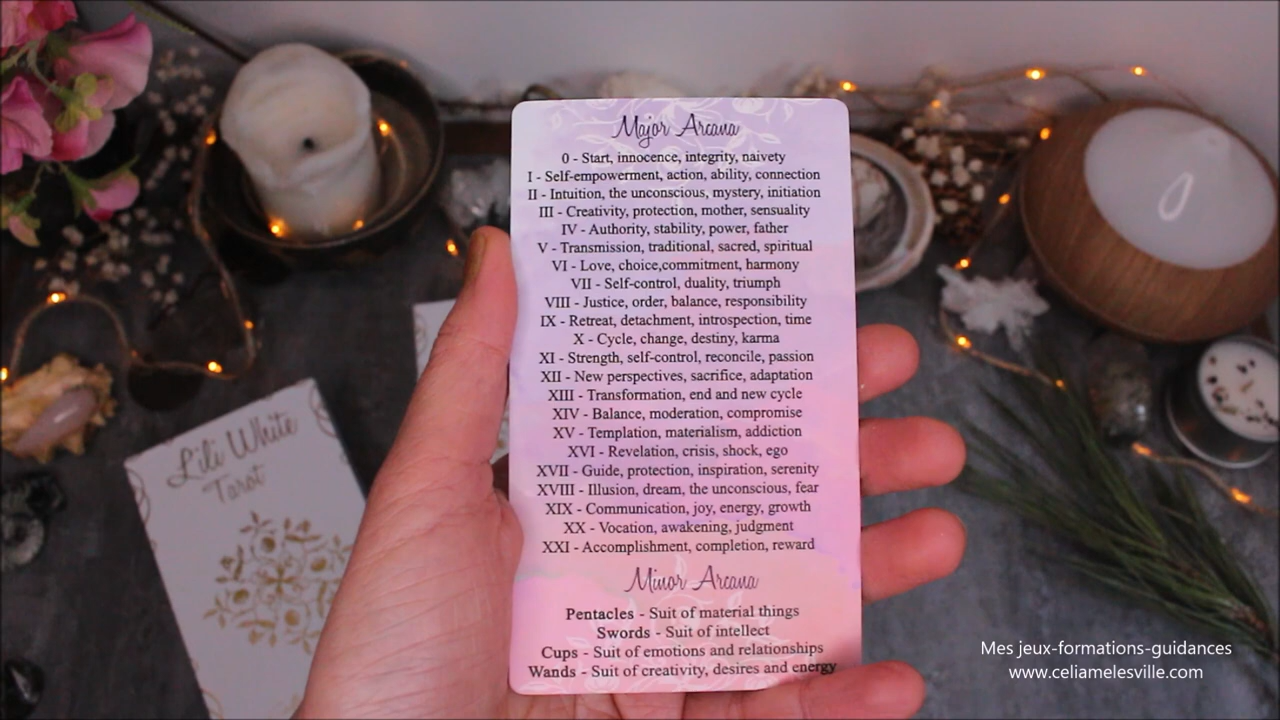 Major Arcana
0 - Start, innocence, integrity, naivety
I - Self-empowerment, action, ability, connection
II - Intuition, the unconscious, mystery, initiation
III - Creativity, protection, mother, sensuality
IV - Authority, stability, power, father
V - Transmission, traditional, sacred, spiritual
VI - Love, choice,commitment, harmony
VII - Self-control, duality, triumph
VIII - Justice, order, balance, responsibility
IX - Retreat, detachment, introspection, time
X - Cycle, change, destiny, karma
XI - Strength, self-control, reconcile, passion
XII - New perspectives, sacrifice, adaptation
XIII - Transformation, end and new cycle
XIV - Balance, moderation, compromise
XV - Templation, materialism, addiction
XVI - Revelation, crisis, shock, ego
XVII - Guide, protection, inspiration, serenity
XVIII - Illusion, dream, the unconscious, fear
XIX - Communication, joy, energy, growth
XX - Vocation, awakening, judgment
XXI - Accomplishment, completion, reward
Minor Arcana
Pentacles - Suit of material things
Swords - Suit of intellect
Cups - Suit of emotions and relationships
Wands - Suit of creativity, desires and energy
Lili White
Tarot
Mes jeux-formations-guidances
www.celiamelesville.com